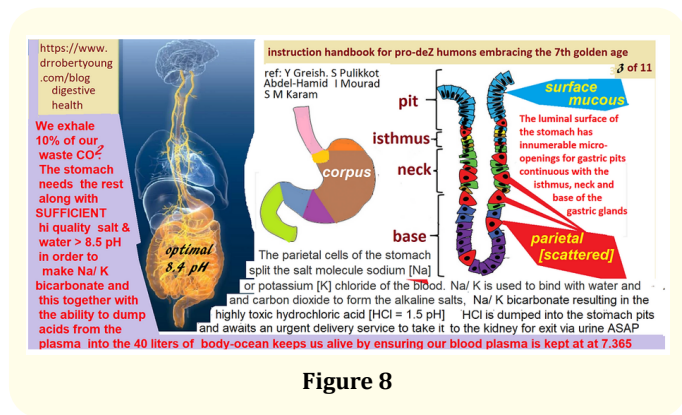 https://www.
drrobertyoung
.com/blog
digestive
health
instruction handbook for pro-deZ humons embracing the 7th golden age
3 of 11
ref: Y Greish. S Pulikkot
Abdel-Hamid I Mourad
S M Karam
We exhale
10% of our
waste CO2.
The stomach
needs the rest
along with
SUFFICIENT
hi quality salt &
water > 8.5 pH
in order to
make Na/ K
bicarbonate and
this together with
the ability to dump
acids from the
plasma into the 40 liters of body-ocean keeps us alive by ensuring our blood plasma is kept at at 7.365
optimal
8.4 pH
corpus
pit
isthmus
neck
base
surface
mucous
The luminal surface of
the stomach has
innumerable micro-
openings for gastric pits
continuous with the
isthmus, neck and
base of the
gastric glands
parietal
[scattered]
The parietal cells of the stomach
split the salt molecule sodium [Na]
or potassium [K] chloride of the blood. Na/ K is used to bind with water and
and carbon dioxide to form the alkaline salts, Na/ K bicarbonate resulting in the
highly toxic hydrochloric acid [HCl = 1.5 pH] HCl is dumped into the stomach pits
and awaits an urgent delivery service to take it to the kidney for exit via urine ASAP
Figure 8